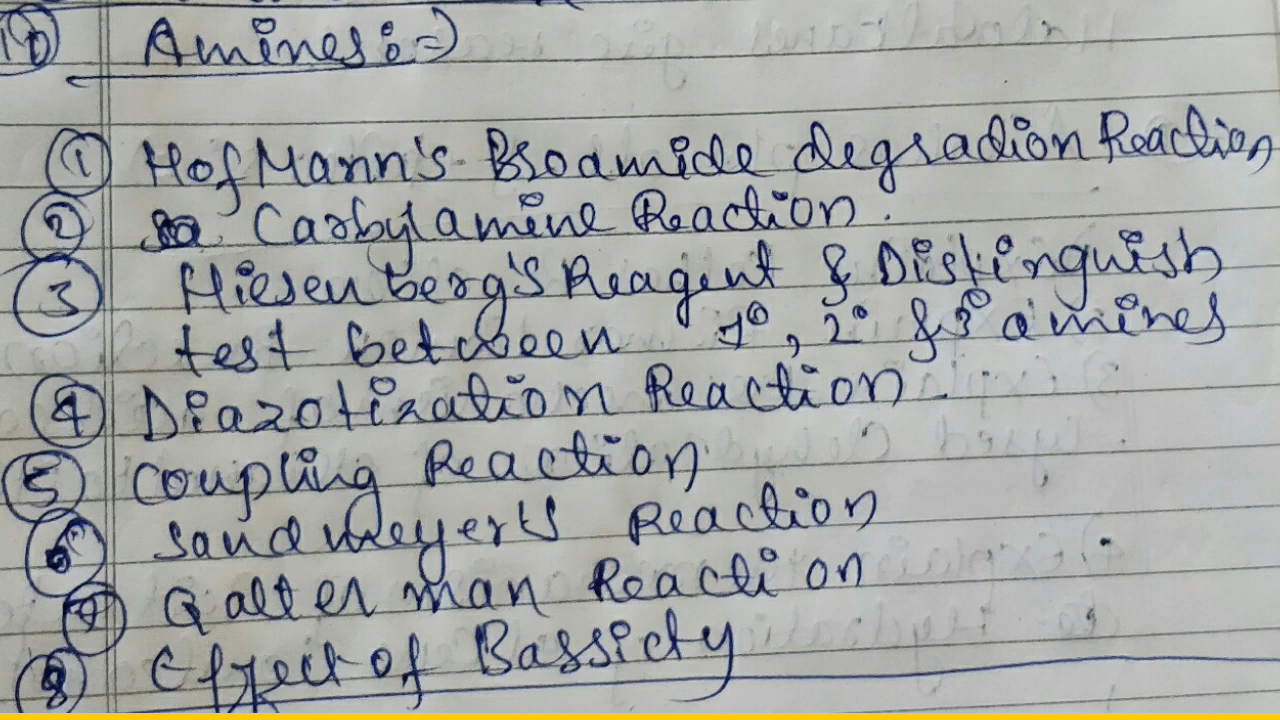 10 Amines :=)
1 HofMann's Broamide degradion Reaction
2 Carbylamine Reaction.
3 Hiesenberg's Reagent & Distinguish
test between 1°, 2° & 3° amines
4 Diazotization Reaction.
5 Coupling Reaction
6 Sandmeyer's Reaction
7 Gatter man Reaction
8 Effect of Bassicty